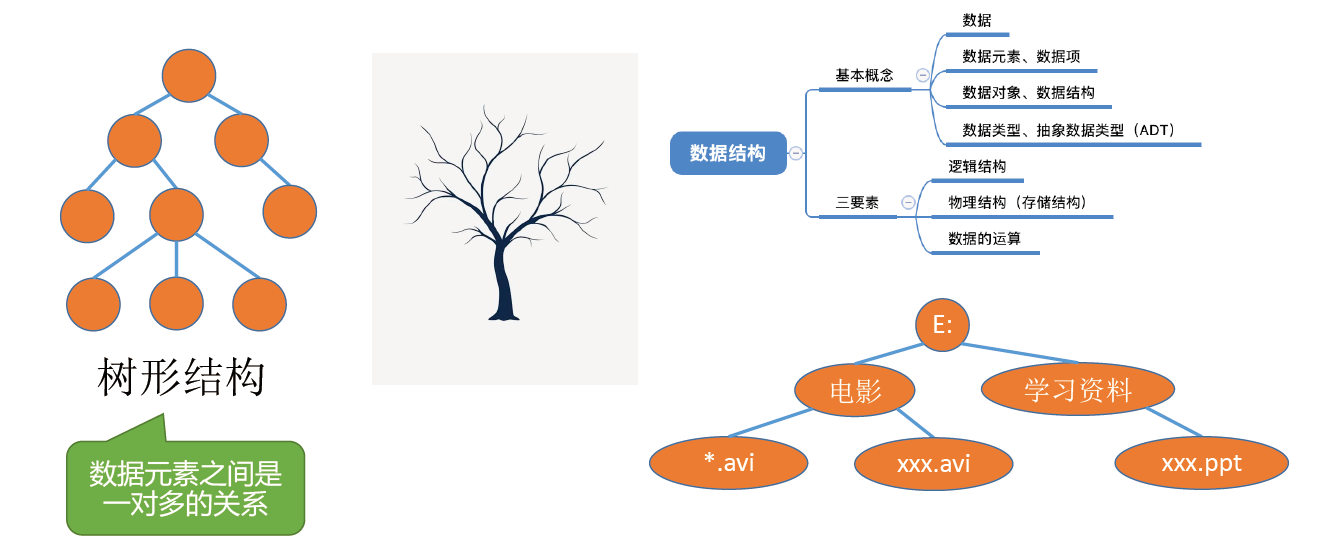 树形结构
数据元素之间是
一对多的关系
数据结构
基本概念
数据
数据元素、数据项
数据对象、数据结构
数据类型、抽象数据类型（ADT）
三要素
逻辑结构
物理结构（存储结构）
数据的运算
E:
电影
学习资料
*.avi
xxx.avi
xxx.ppt